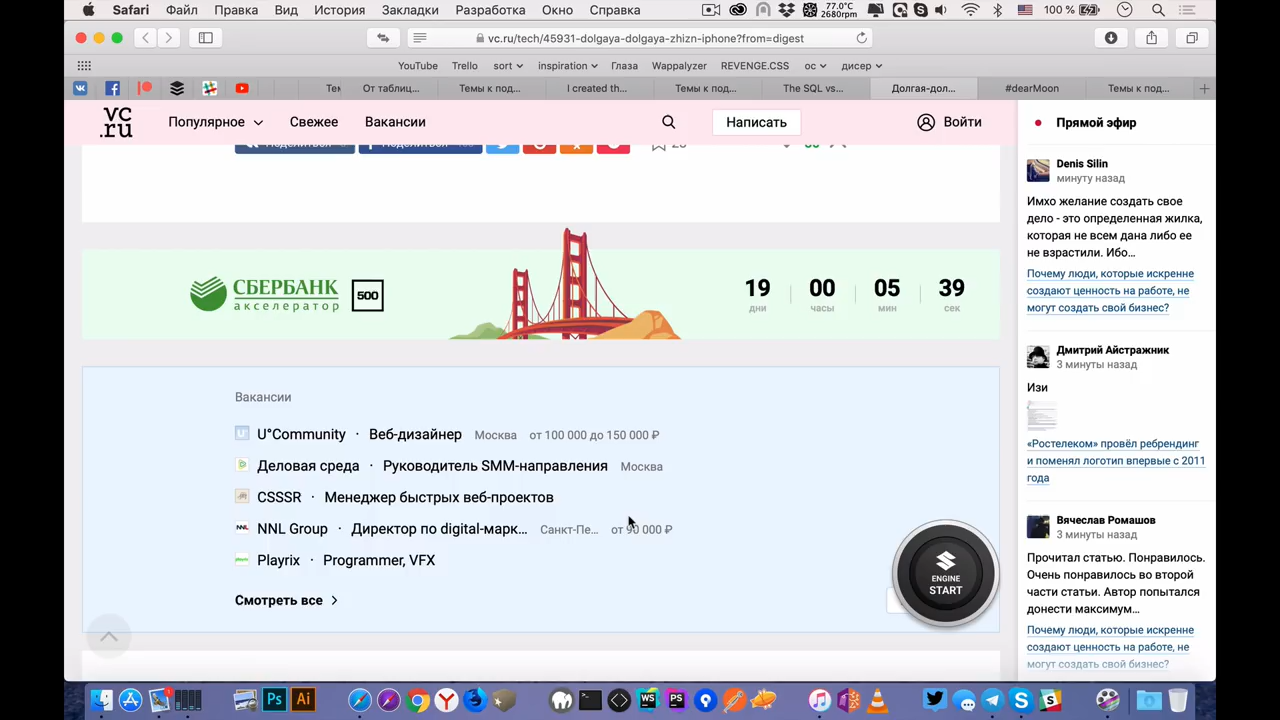 Safari Файл Правка Вид История Закладки Разработка Окно Справка
77.0°C
2680rpm
100 %
vc.ru/tech/45931-dolgaya-dolgaya-zhizn-iphone?from=digest
YouTube Trello sort inspiration Глаза Wappalyzer REVENGE.CSS ос дисер
Тем От таблиц... Темы к под... I created th... Темы к под... The SQL vs... Долгая-дол... #dearMoon Темы к под...
vc
.ru
Популярное Свежее Вакансии Написать Войти
Поделиться Поделиться
СБЕРБАНК
акселератор
500
19 00 05 39
дни часы мин сек
Вакансии
U°Community · Веб-дизайнер Москва от 100 000 до 150 000 ₽
Деловая среда · Руководитель SMM-направления Москва
CSSSR · Менеджер быстрых веб-проектов
NNL Group · Директор по digital-марк... Санкт-Пе... от 90 000 ₽
Playrix · Programmer, VFX
Смотреть все
ENGINE
START
Прямой эфир
Denis Silin
минуту назад
Имхо желание создать свое
дело - это определенная жилка,
которая не всем дана либо ее
не взрастили. Ибо...
Почему люди, которые искренне
создают ценность на работе, не
могут создать свой бизнес?
Дмитрий Айстражник
3 минуты назад
Изи
«Ростелеком» провёл ребрендинг
и поменял логотип впервые с 2011
года
Вячеслав Ромашов
3 минуты назад
Прочитал статью. Понравилось.
Очень понравилось во второй
части статьи. Автор попытался
донести максимум...
Почему люди, которые искренне
создают ценность на работе, не
могут создать свой бизнес?
Ps Ai WS PS